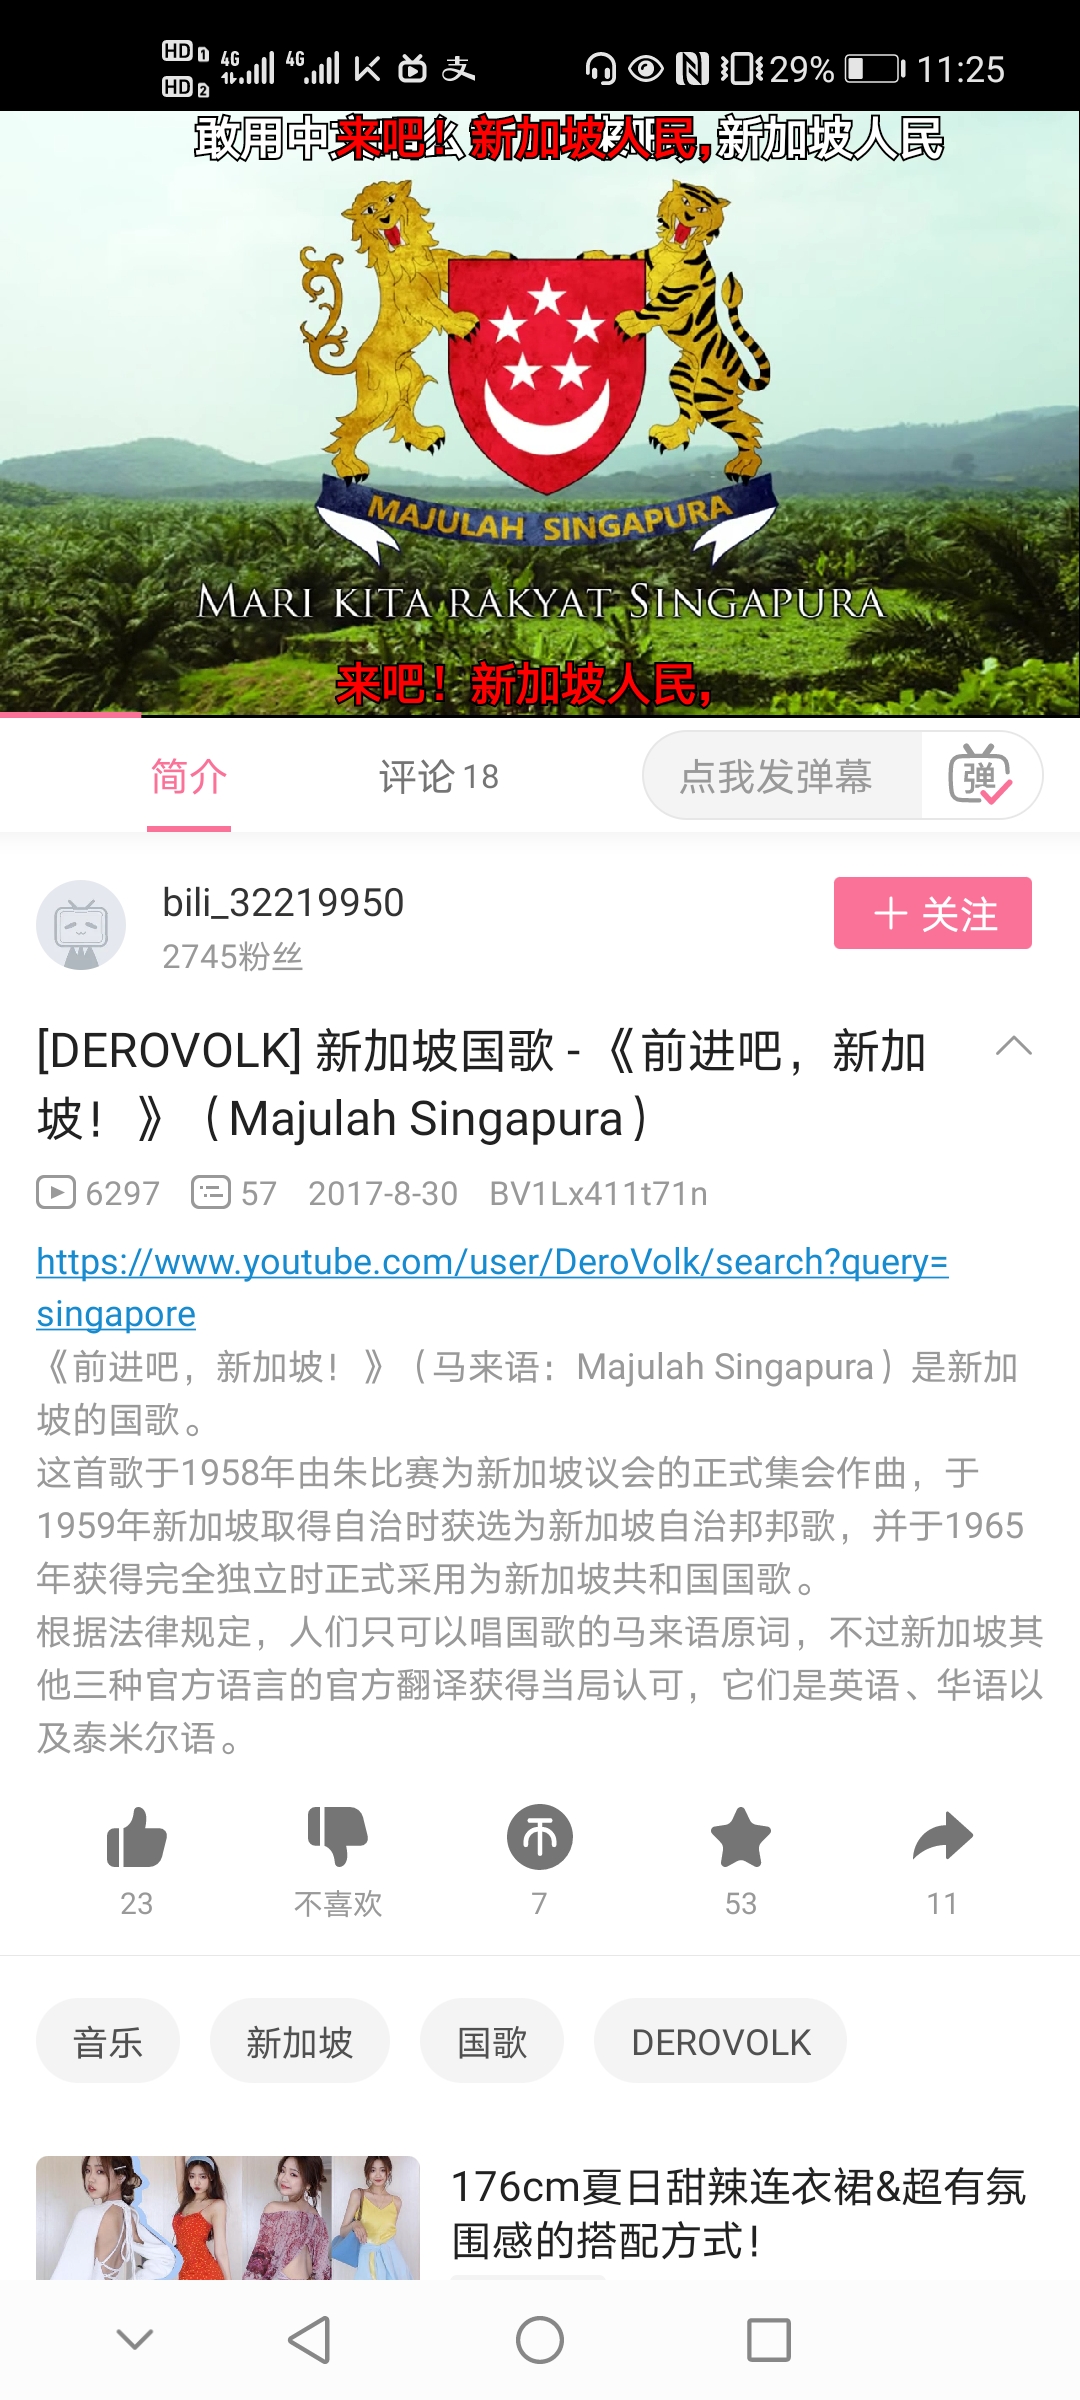 HD 1 4G 4G 支 29% 11:25
HD 2
敢用中 来吧！新加坡人民， 新加坡人民
MAJULAH SINGAPURA
MARI KITA RAKYAT SINGAPURA
来吧！新加坡人民，
简介 评论 18 点我发弹幕 弹
bili_32219950
2745粉丝
＋ 关注
[DEROVOLK] 新加坡国歌 - 《前进吧，新加
坡！》（Majulah Singapura）
6297 57 2017-8-30 BV1Lx411t71n
https://www.youtube.com/user/DeroVolk/search?query=
singapore
《前进吧，新加坡！》（马来语：Majulah Singapura）是新加
坡的国歌。
这首歌于1958年由朱比赛为新加坡议会的正式集会作曲，于
1959年新加坡取得自治时获选为新加坡自治邦邦歌，并于1965
年获得完全独立时正式采用为新加坡共和国国歌。
根据法律规定，人们只可以唱国歌的马来语原词，不过新加坡其
他三种官方语言的官方翻译获得当局认可，它们是英语、华语以
及泰米尔语。
23 不喜欢 7 53 11
音乐 新加坡 国歌 DEROVOLK
176cm夏日甜辣连衣裙&超有氛
围感的搭配方式！